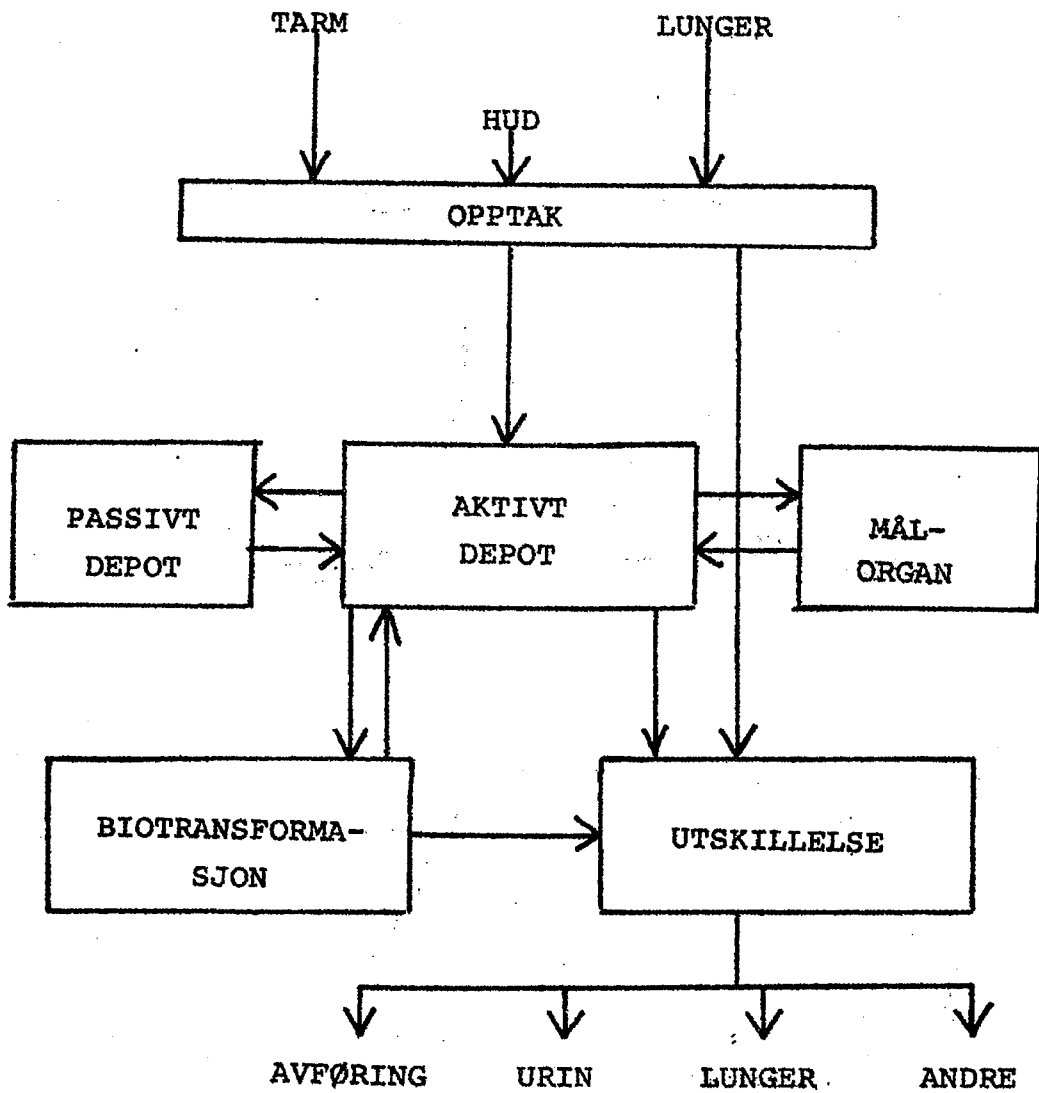 TARM
LUNGER
HUD
OPPTAK
PASSIVT
DEPOT
AKTIVT
DEPOT
MÅL-
ORGAN
BIOTRANSFORMA-
SJON
UTSKILLELSE
AVFØRING URIN LUNGER ANDRE